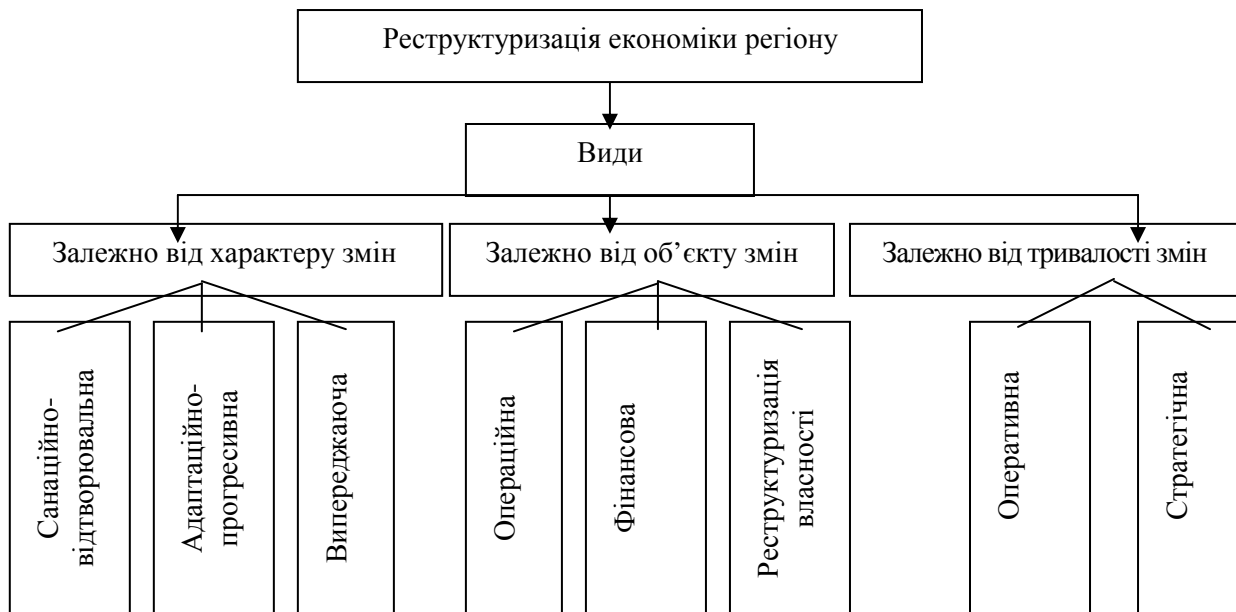 Реструктуризація економіки регіону
Види
Залежно від характеру змін
Залежно від об’єкту змін
Залежно від тривалості змін
Санаційно-
відтворювальна
Адаптаційно-
прогресивна
Випереджаюча
Операційна
Фінансова
Реструктуризація
власності
Оперативна
Стратегічна